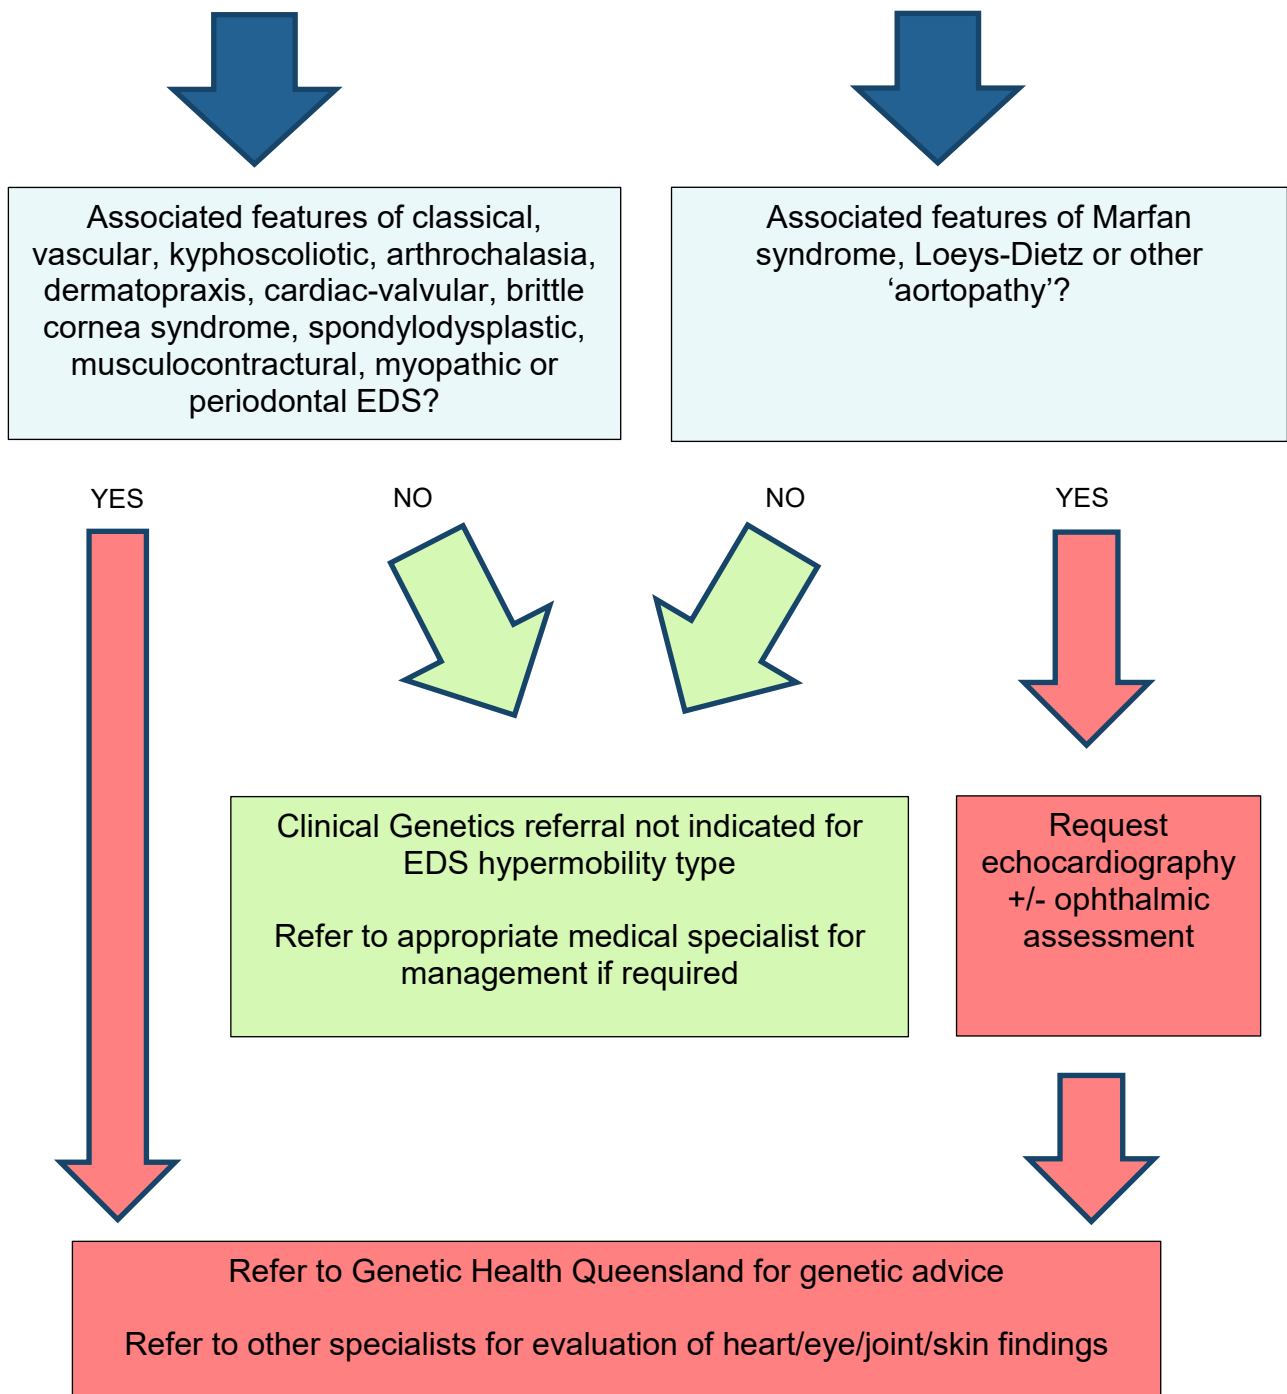 Associated features of classical,
vascular, kyphoscoliotic, arthrochalasia,
dermatopraxis, cardiac-valvular, brittle
cornea syndrome, spondylodysplastic,
musculocontractural, myopathic or
periodontal EDS?
Associated features of Marfan
syndrome, Loeys-Dietz or other
‘aortopathy’?
YES
NO
NO
YES
Clinical Genetics referral not indicated for
EDS hypermobility type
Refer to appropriate medical specialist for
management if required
Request
echocardiography
+/- ophthalmic
assessment
Refer to Genetic Health Queensland for genetic advice
Refer to other specialists for evaluation of heart/eye/joint/skin findings